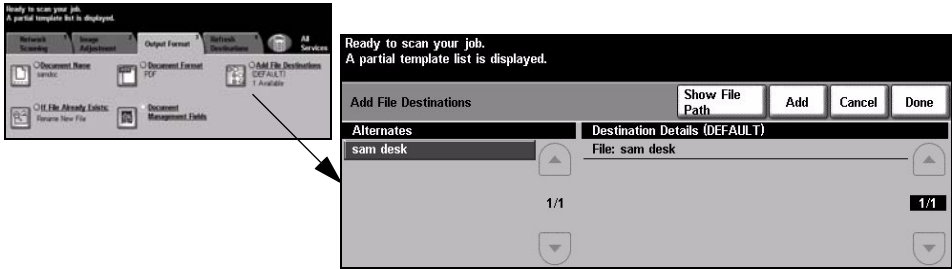 Ready to scan your job.
A partial template list is displayed.
Network Scanning
Image Adjustment
Output Format
Refresh Destinations
All Services
Document Name
samdoc
Document Format
PDF
Add File Destinations
(DEFAULT)
1 Available
If File Already Exists:
Rename New File
Document Management Fields
Ready to scan your job.
A partial template list is displayed.
Add File Destinations
Show File Path
Add
Cancel
Done
Alternates
Destination Details (DEFAULT)
sam desk
File: sam desk
1/1
1/1